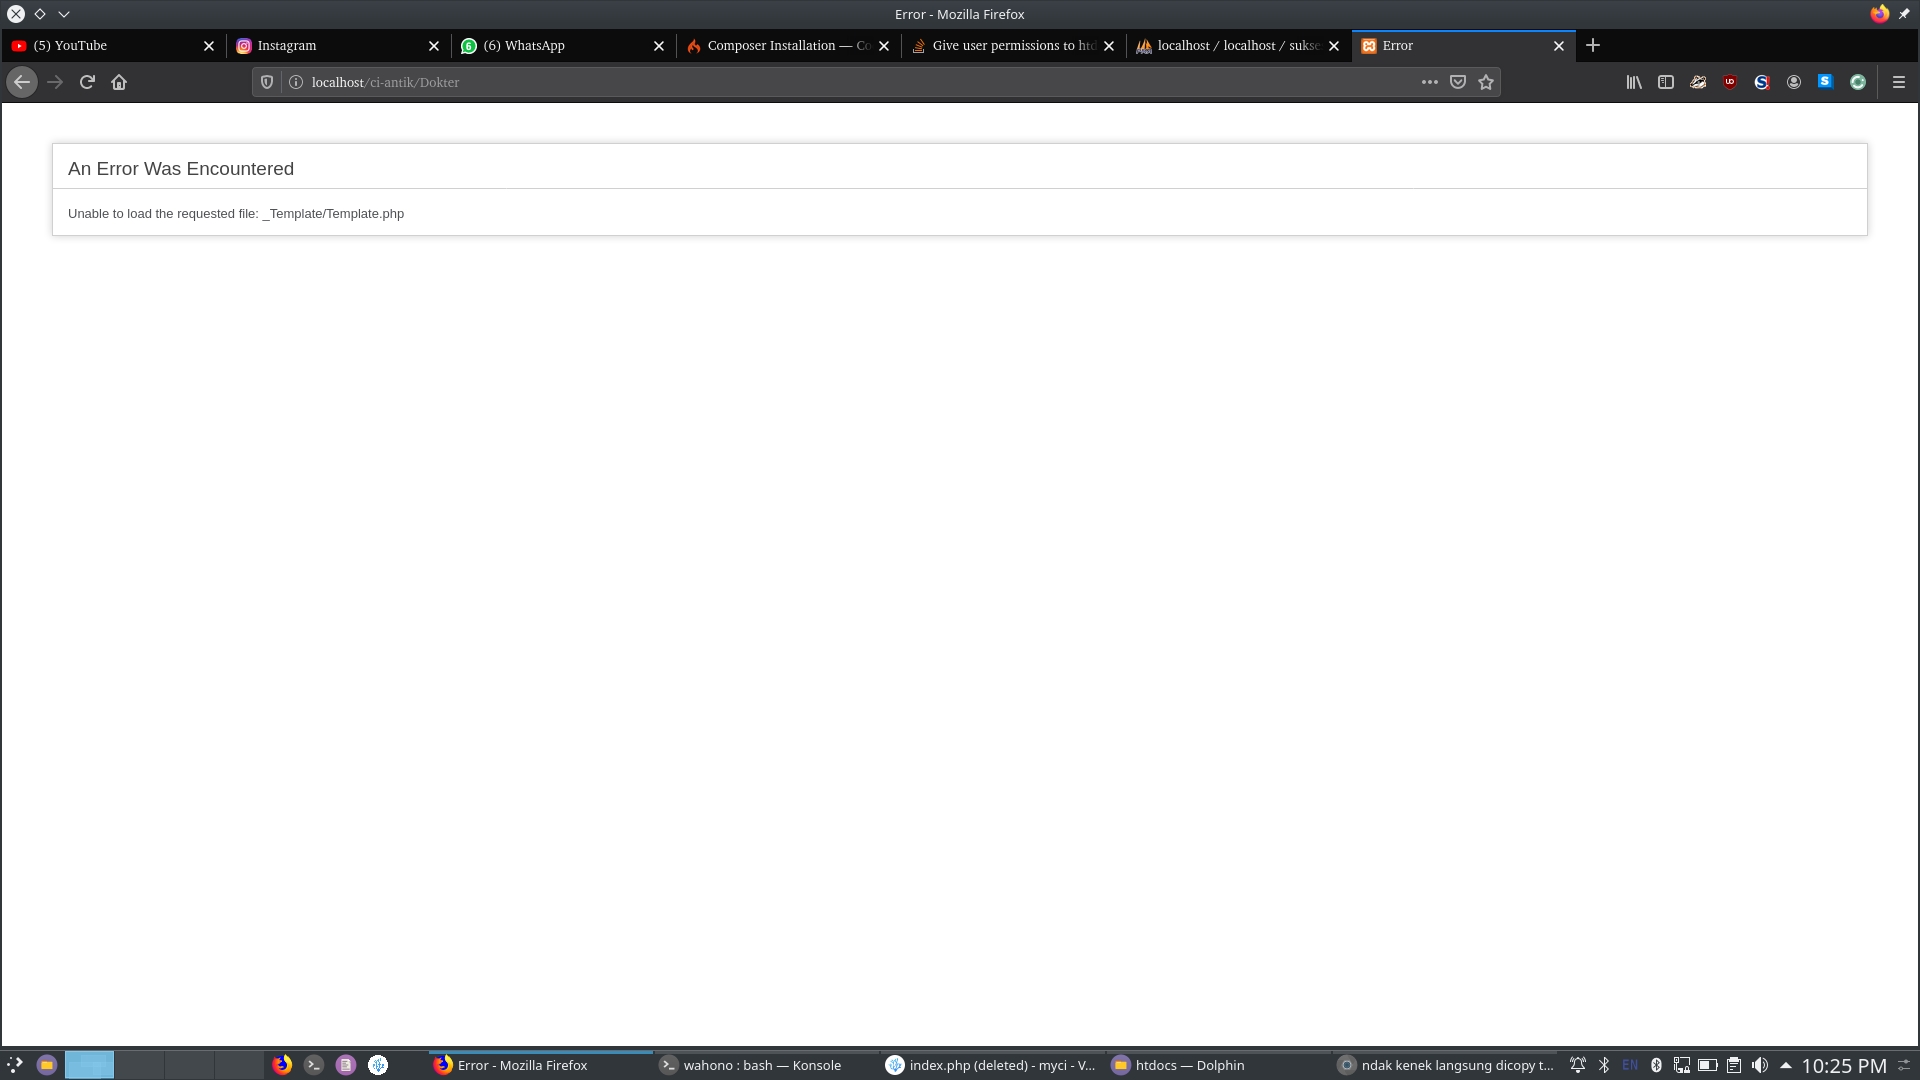 Error - Mozilla Firefox
(5) YouTube
Instagram
(6) WhatsApp
Composer Installation — Co
Give user permissions to htd
localhost / localhost / sukse
Error
localhost/ci-antik/Dokter
An Error Was Encountered
Unable to load the requested file: _Template/Template.php
Error - Mozilla Firefox
wahono : bash — Konsole
index.php (deleted) - myci - V...
htdocs — Dolphin
ndak kenek langsung dicopy t...
EN
10:25 PM